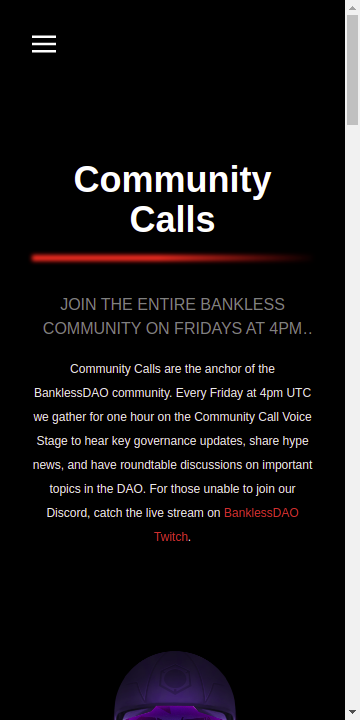 Community
Calls
JOIN THE ENTIRE BANKLESS
COMMUNITY ON FRIDAYS AT 4PM..
Community Calls are the anchor of the
BanklessDAO community. Every Friday at 4pm UTC
we gather for one hour on the Community Call Voice
Stage to hear key governance updates, share hype
news, and have roundtable discussions on important
topics in the DAO. For those unable to join our
Discord, catch the live stream on BanklessDAO
Twitch.